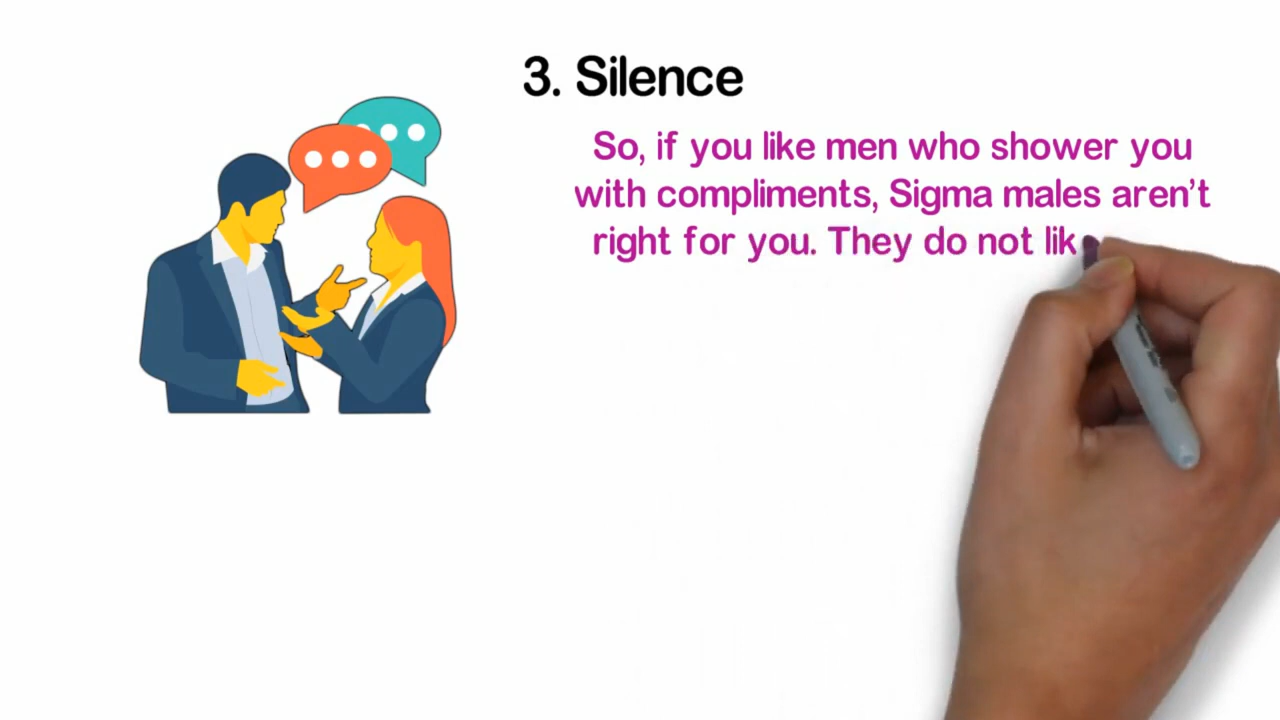 3. Silence
So, if you like men who shower you
with compliments, Sigma males aren’t
right for you. They do not lik